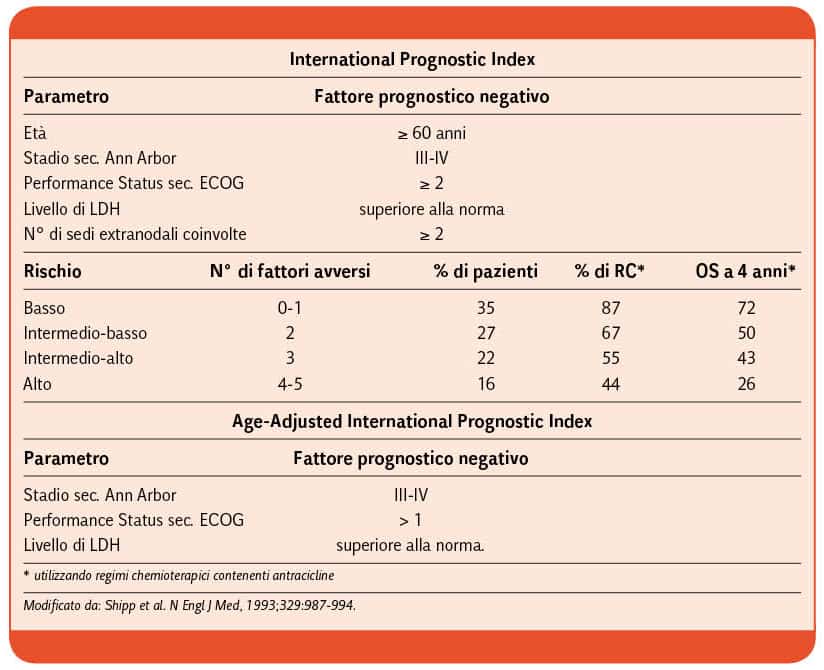 International Prognostic Index
Parametro Fattore prognostico negativo
Età ≥ 60 anni
Stadio sec. Ann Arbor III-IV
Performance Status sec. ECOG ≥ 2
Livello di LDH superiore alla norma
N° di sedi extranodali coinvolte ≥ 2
Rischio N° di fattori avversi % di pazienti % di RC* OS a 4 anni*
Basso 0-1 35 87 72
Intermedio-basso 2 27 67 50
Intermedio-alto 3 22 55 43
Alto 4-5 16 44 26
Age-Adjusted International Prognostic Index
Parametro Fattore prognostico negativo
Stadio sec. Ann Arbor III-IV
Performance Status sec. ECOG > 1
Livello di LDH superiore alla norma.
* utilizzando regimi chemioterapici contenenti antracicline
Modificato da: Shipp et al. N Engl J Med, 1993;329:987-994.